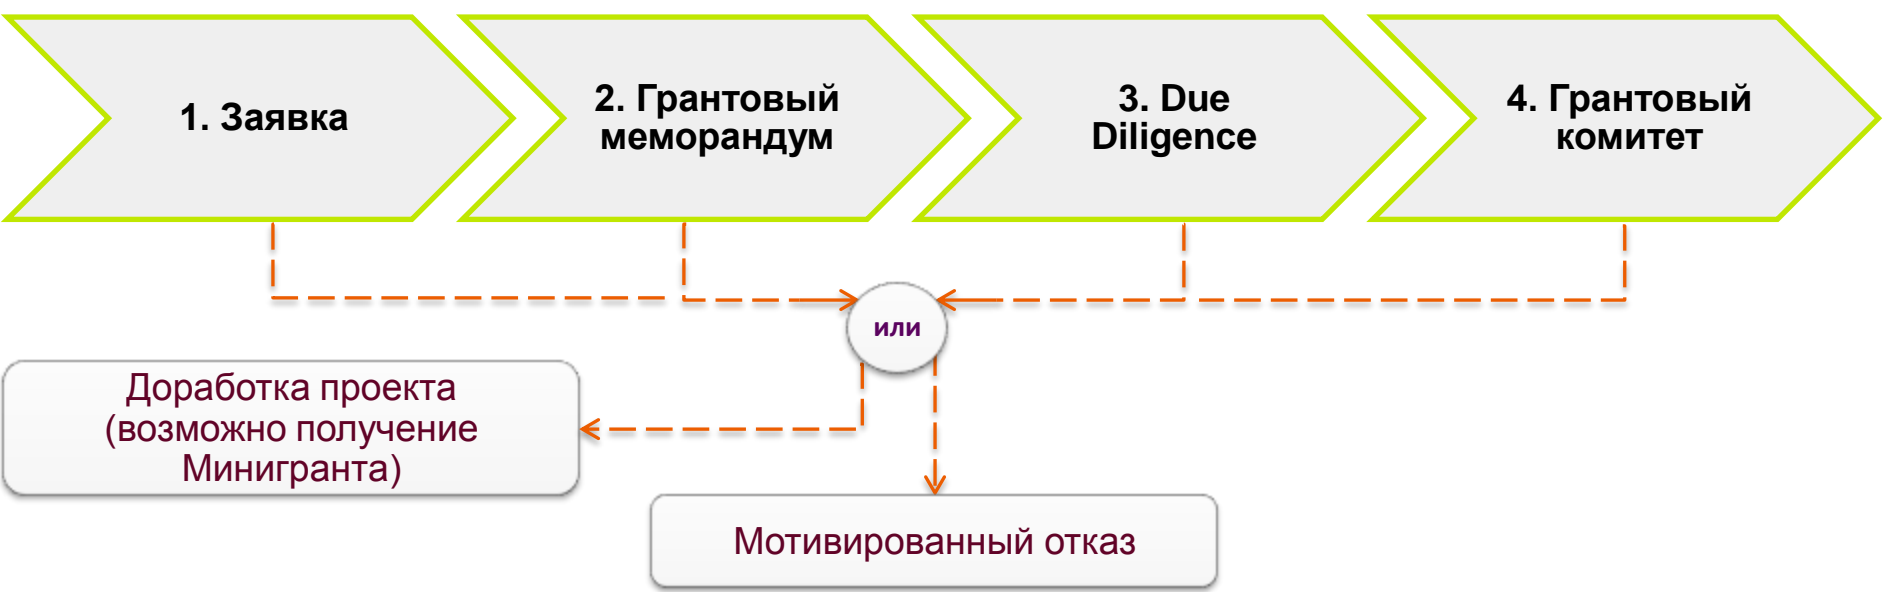 1. Заявка
2. Грантовый
меморандум
3. Due
Diligence
4. Грантовый
комитет
или
Доработка проекта
(возможно получение
Минигранта)
Мотивированный отказ